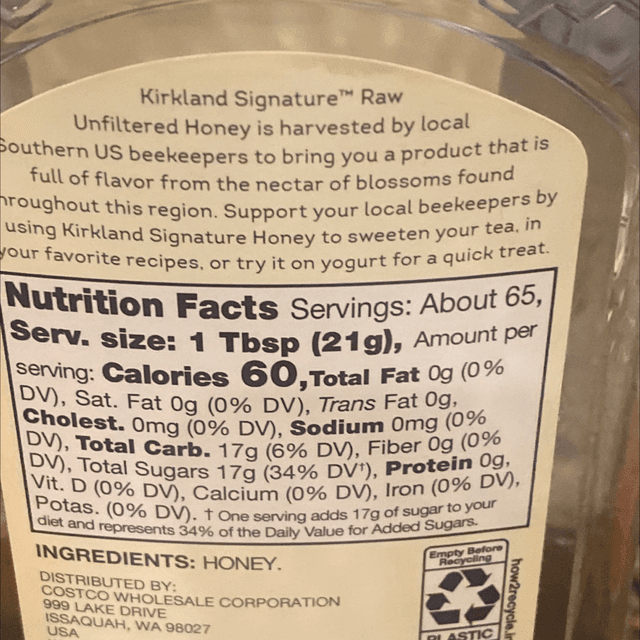 Kirkland Signature™ Raw
Unfiltered Honey is harvested by local
Southern US beekeepers to bring you a product that is
full of flavor from the nectar of blossoms found
hroughout this region. Support your local beekeepers by
using Kirkland Signature Honey to sweeten your tea, in
your favorite recipes, or try it on yogurt for a quick treat.
Nutrition Facts Servings: About 65,
Serv. size: 1 Tbsp (21g), Amount per
serving: Calories 60, Total Fat 0g (0%
DV), Sat. Fat 0g (0% DV), Trans Fat 0g,
Cholest. 0mg (0% DV), Sodium 0mg (0%
DV), Total Carb. 17g (6% DV), Fiber 0g (0%
DV), Total Sugars 17g (34% DV†), Protein 0g,
Vit. D (0% DV), Calcium (0% DV), Iron (0% DV),
Potas. (0% DV). † One serving adds 17g of sugar to your
diet and represents 34% of the Daily Value for Added Sugars.
INGREDIENTS: HONEY.
DISTRIBUTED BY:
COSTCO WHOLESALE CORPORATION
999 LAKE DRIVE
ISSAQUAH, WA 98027
USA
Empty Before
Recycling
PLASTIC
how2recycle.in